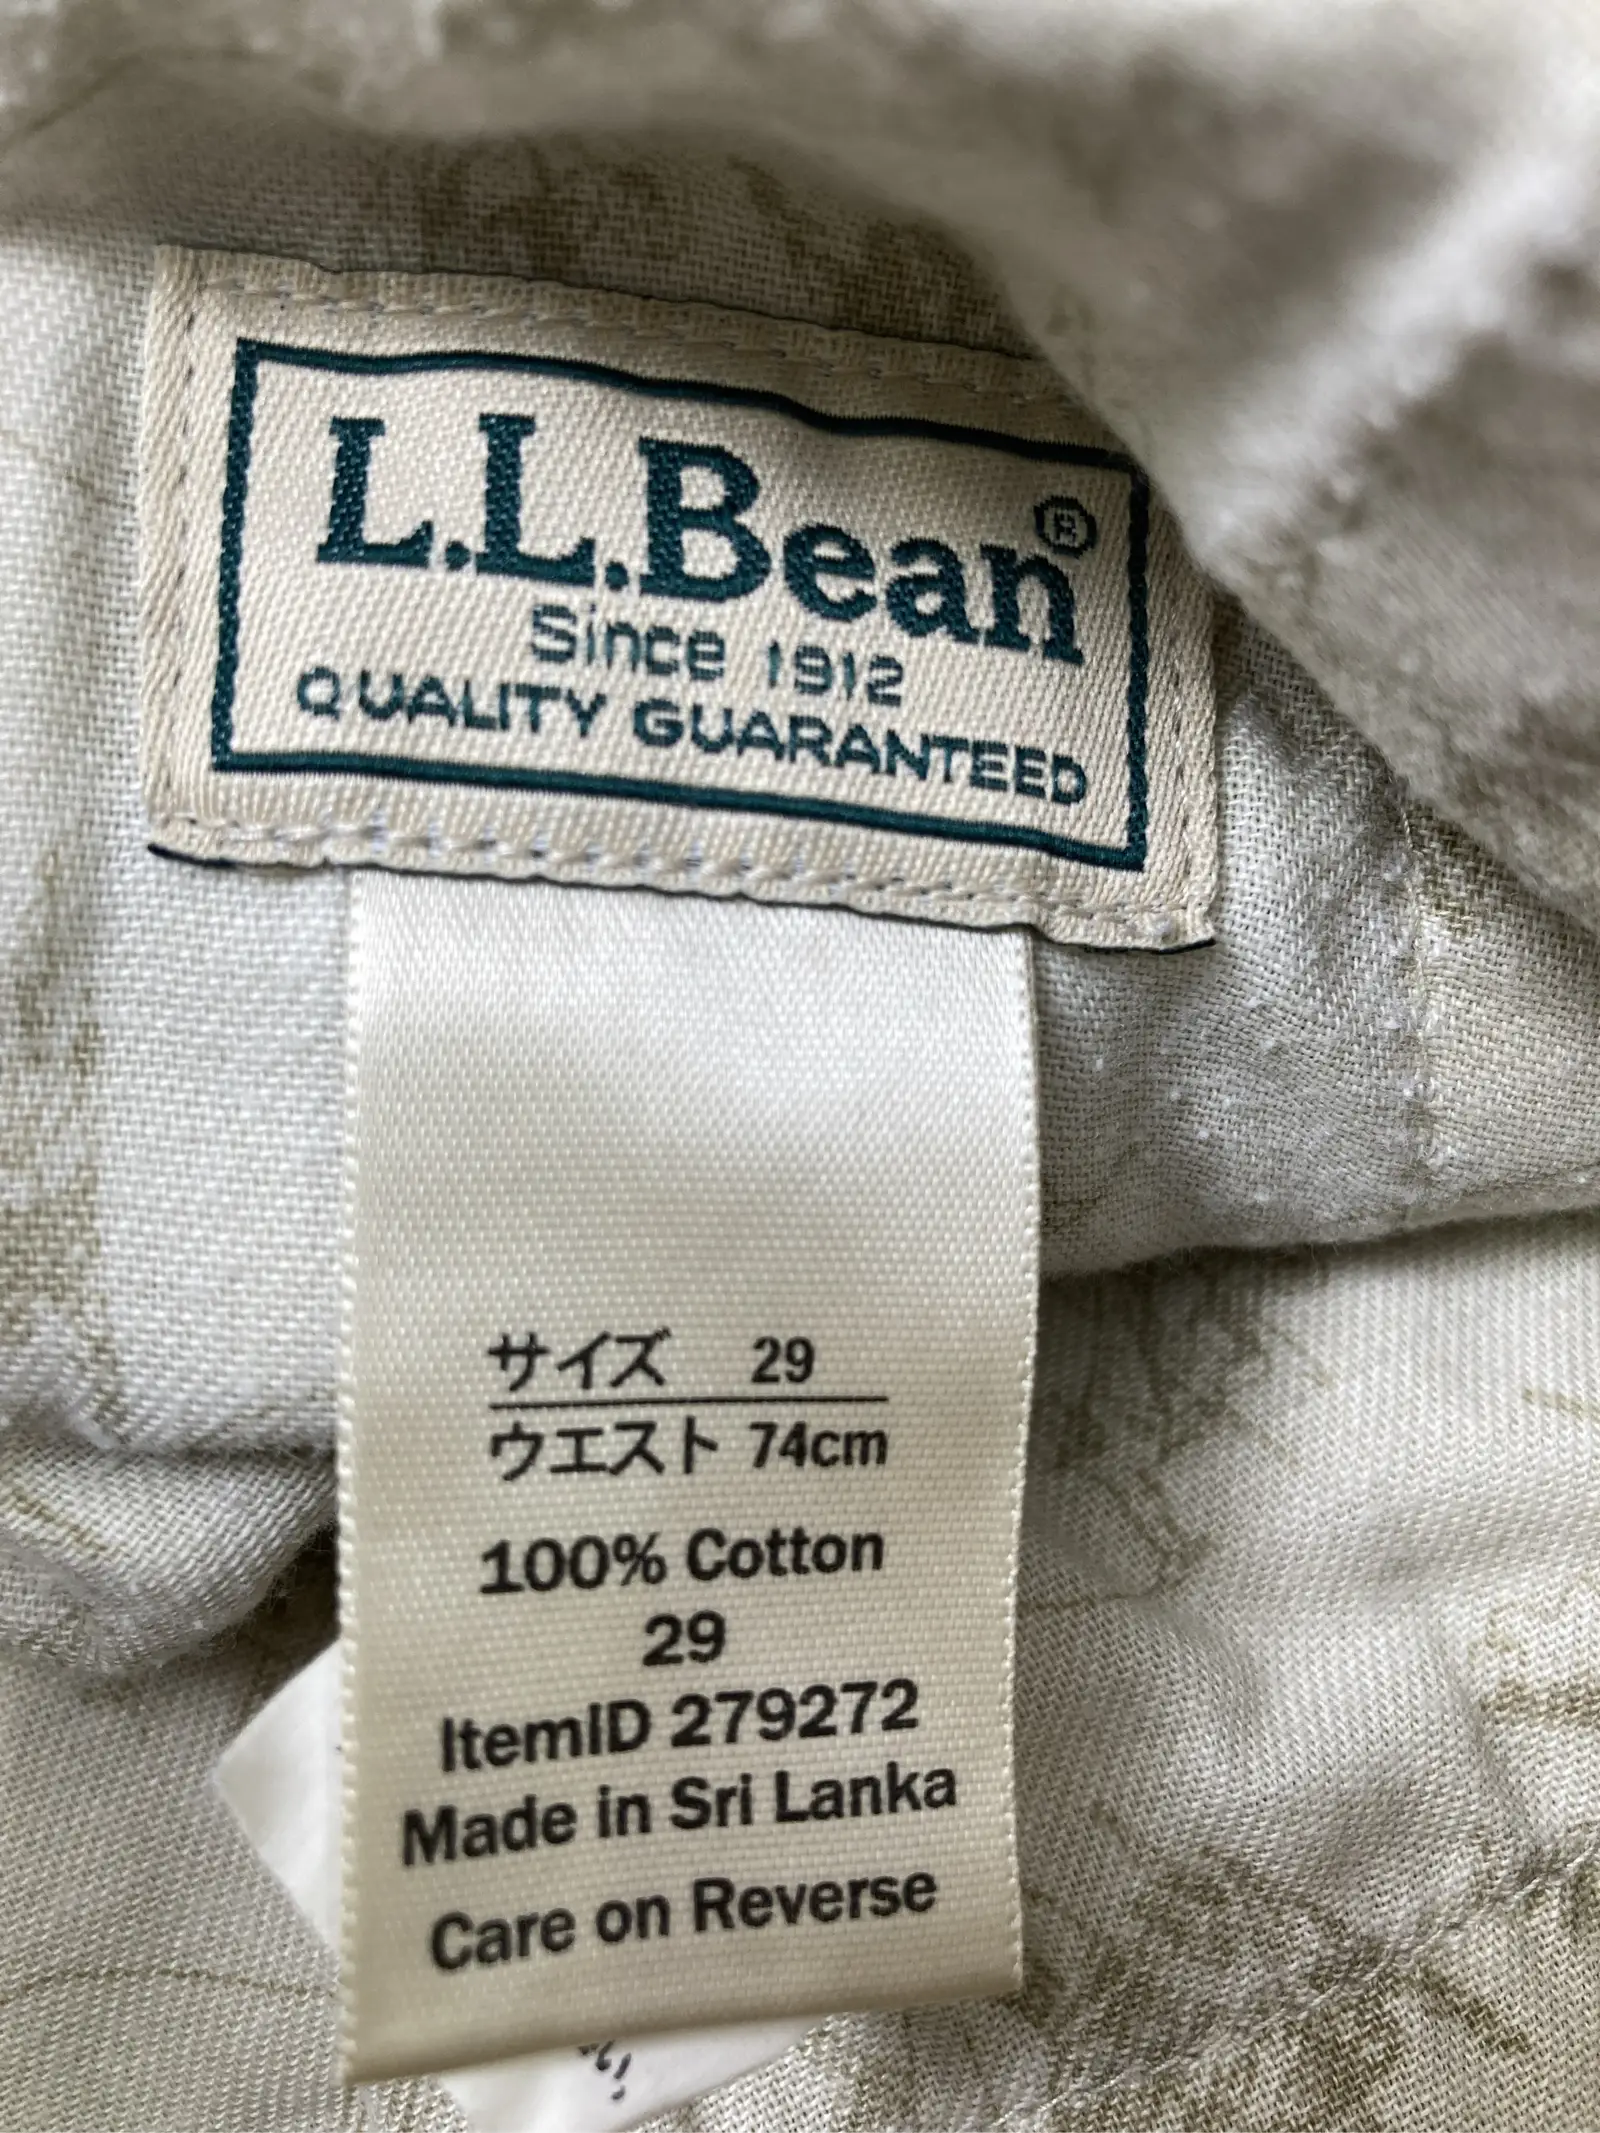 L.L.Bean®
Since 1912
QUALITY GUARANTEED
サイズ 29
ウエスト 74cm
100% Cotton
29
ItemID 279272
Made in Sri Lanka
Care on Reverse